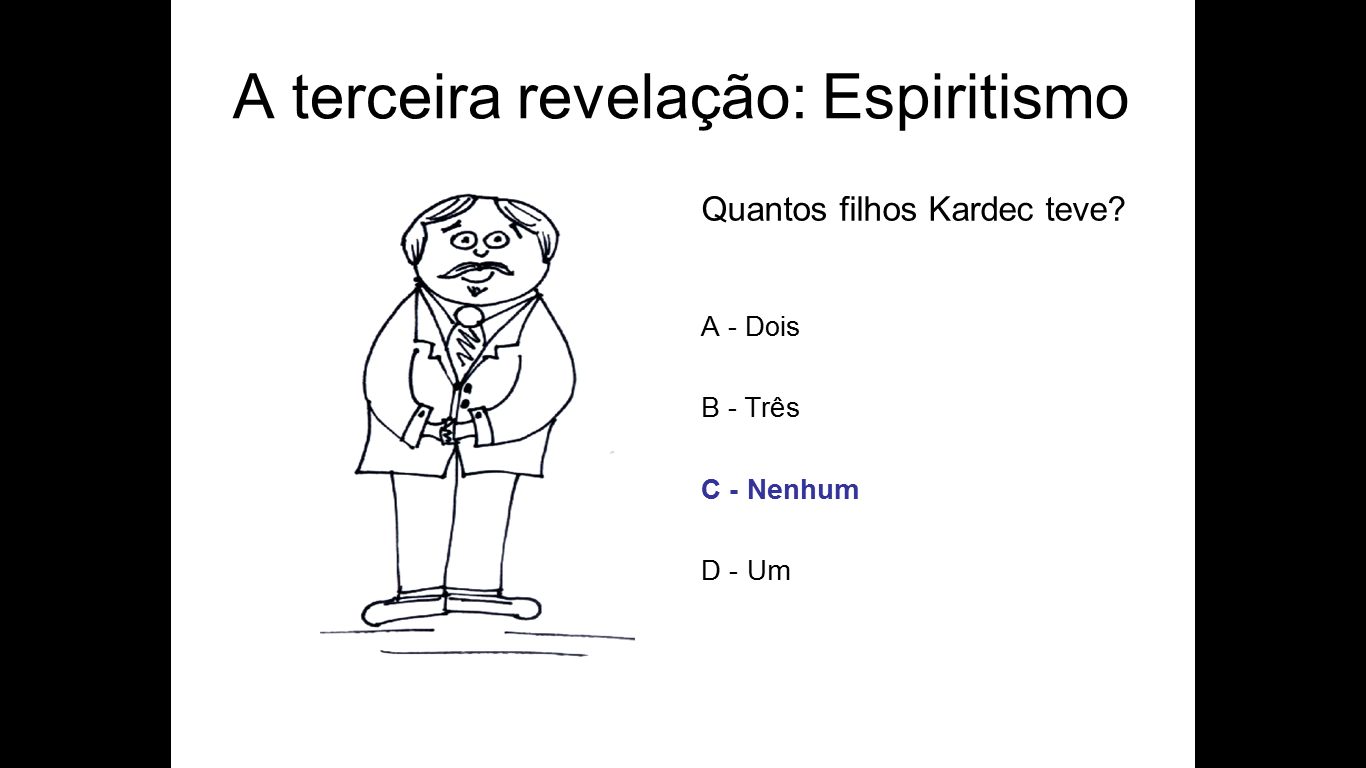 A terceira revelação: Espiritismo
Quantos filhos Kardec teve?
A - Dois
B - Três
C - Nenhum
D - Um